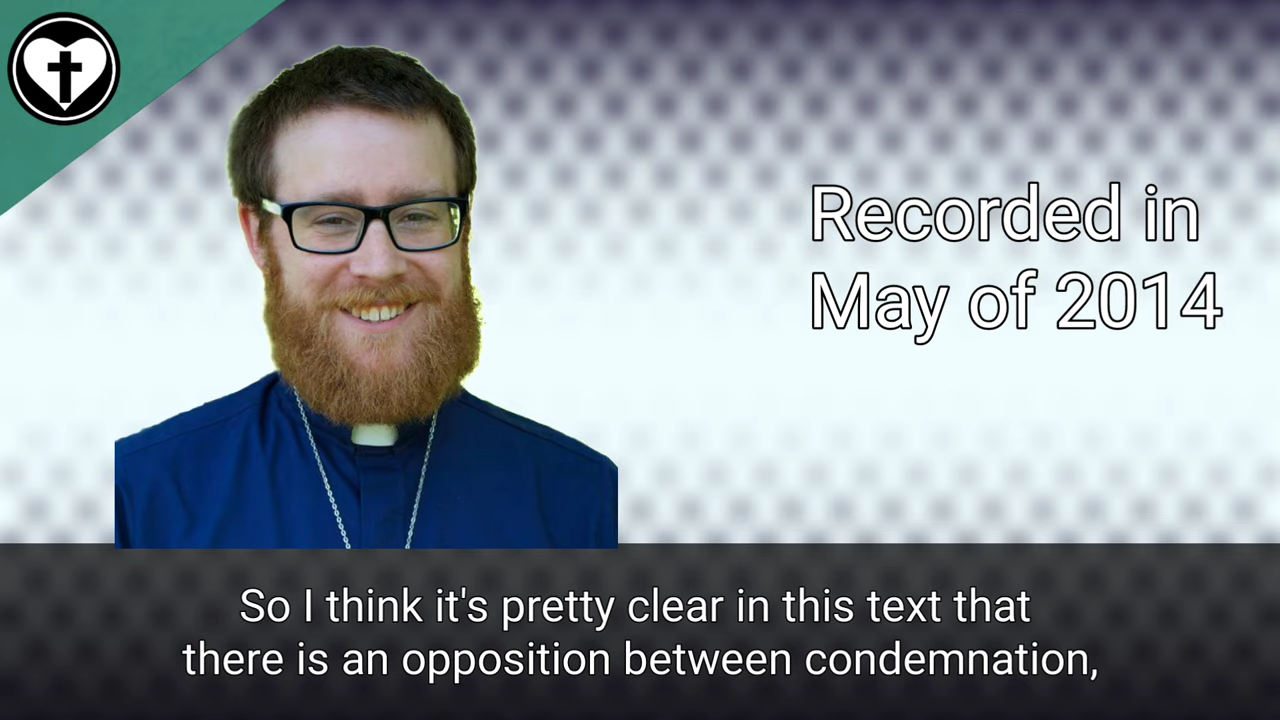 Recorded in
May of 2014
So I think it's pretty clear in this text that
there is an opposition between condemnation,